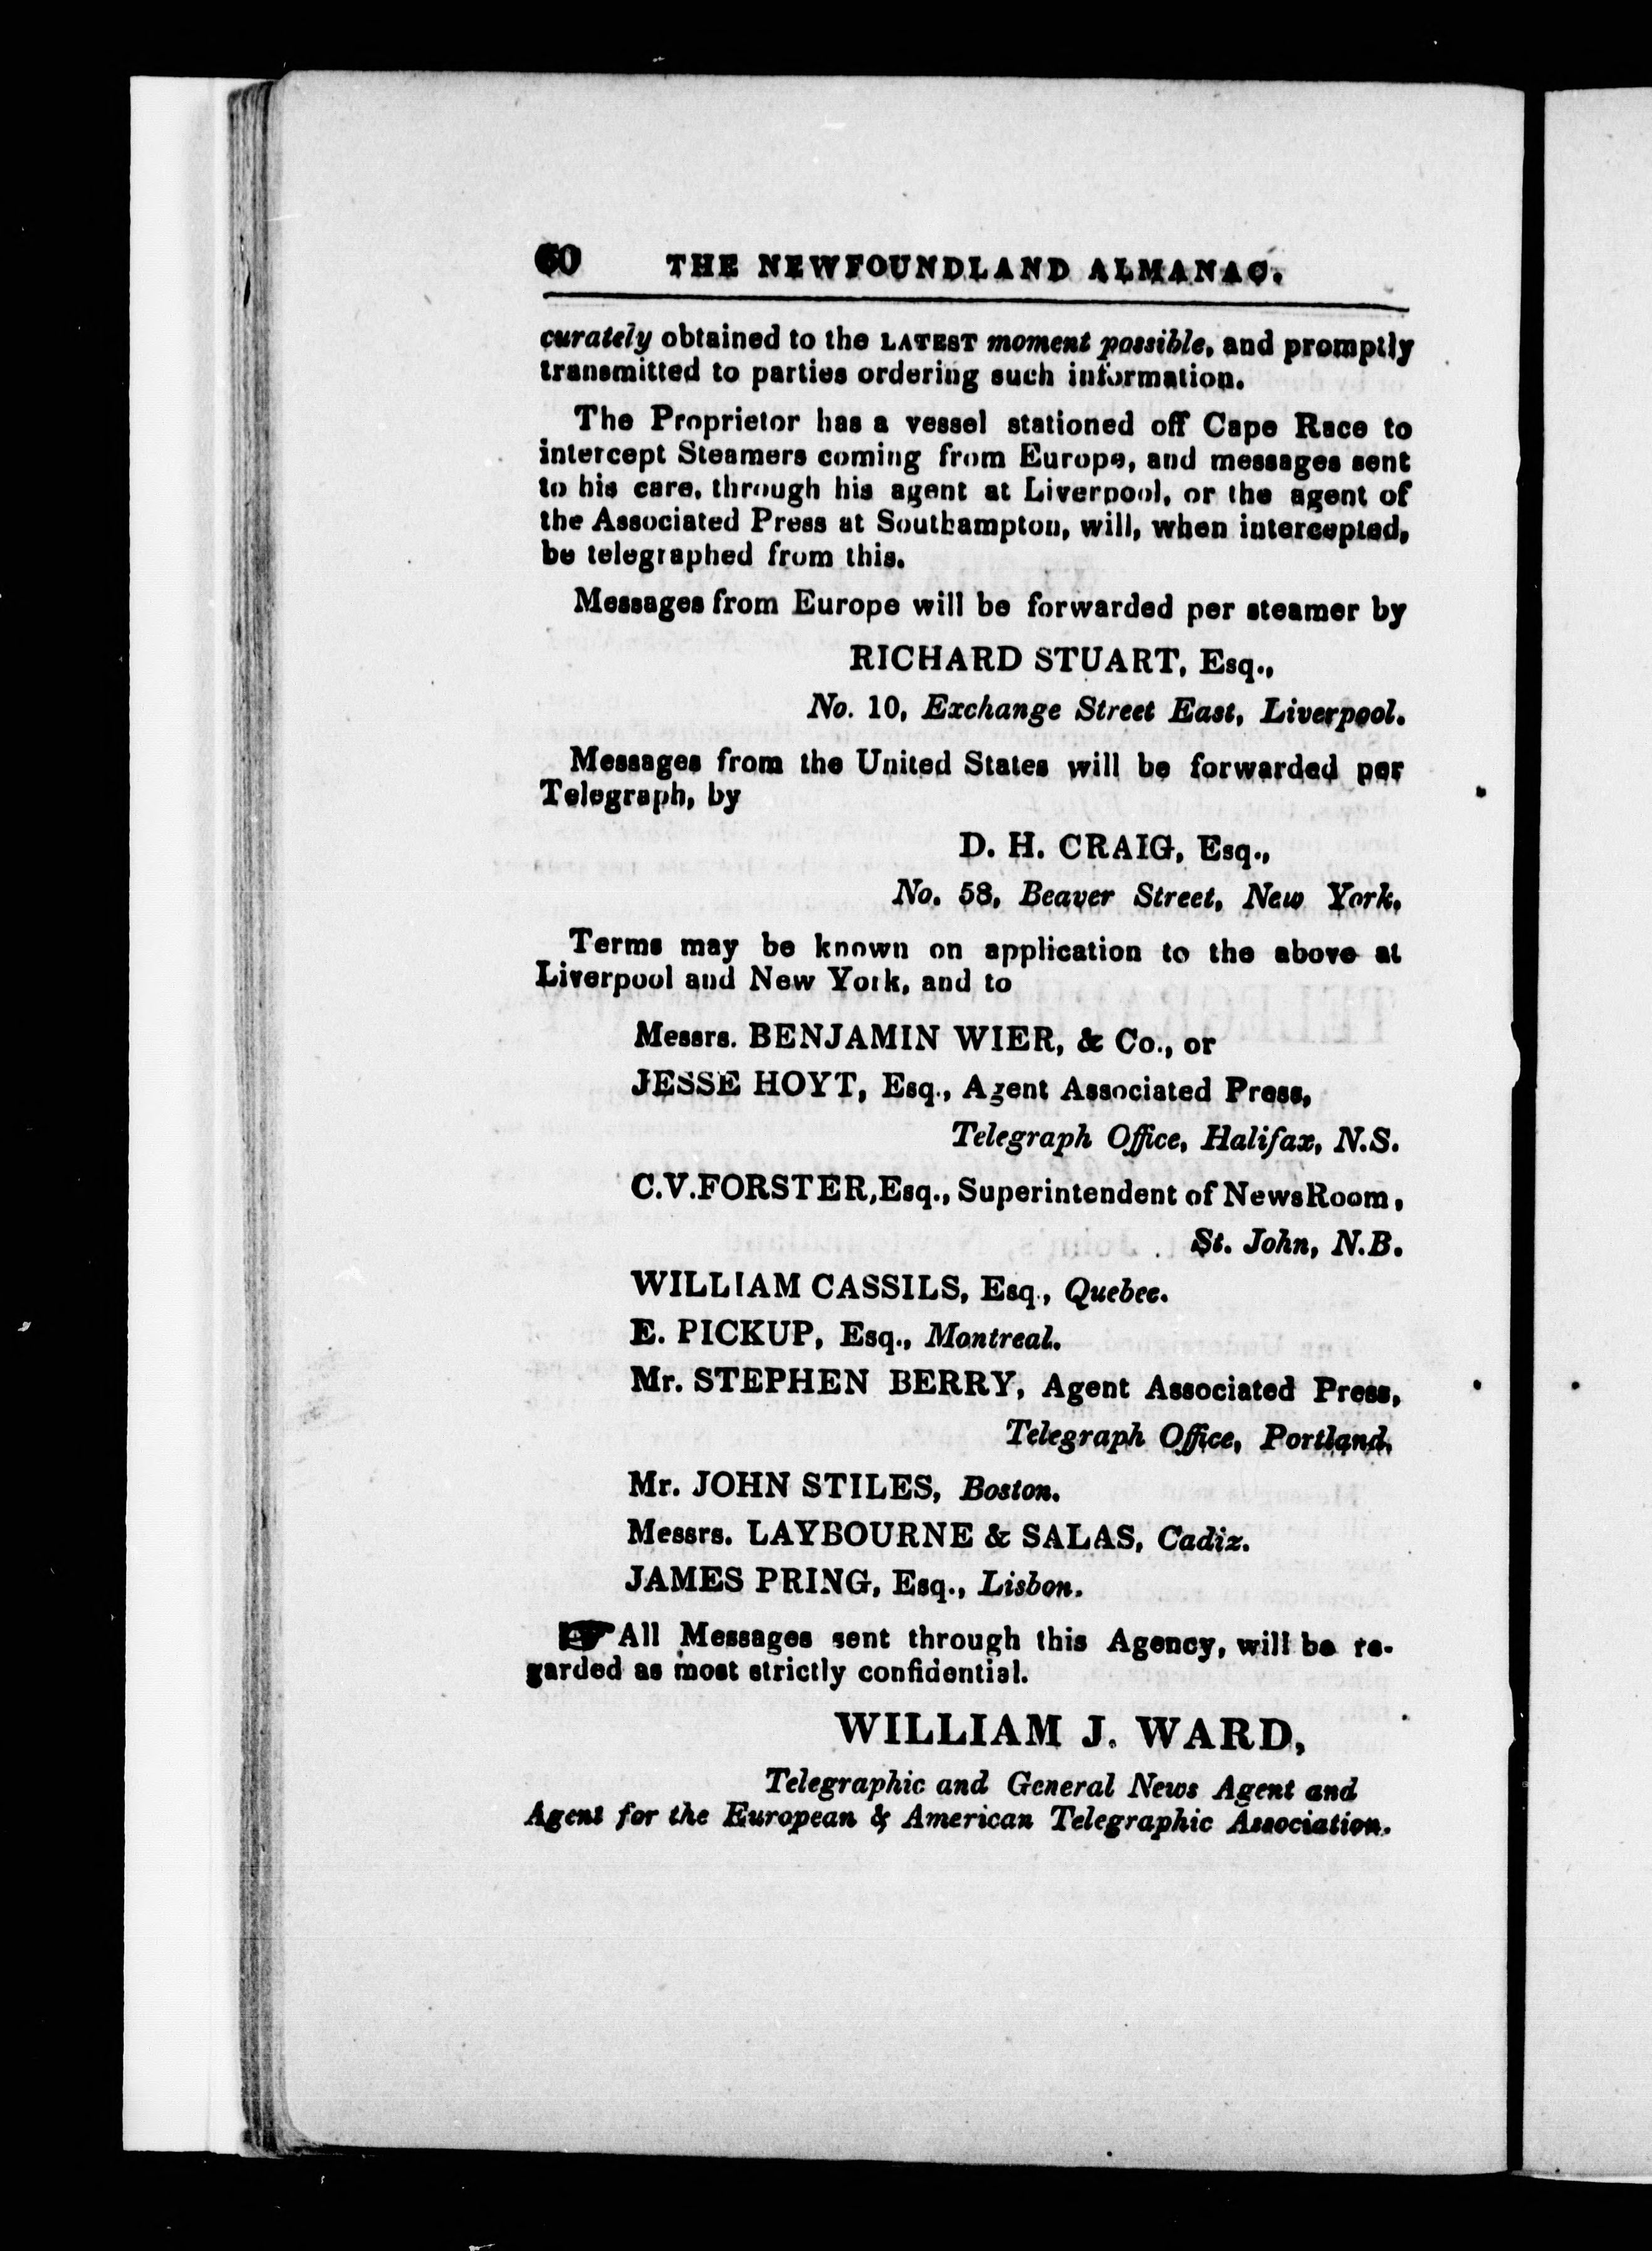 60 THE NEWFOUNDLAND ALMANAC.
curately obtained to the LATEST moment possible, and promptly
transmitted to parties ordering such information.
The Proprietor has a vessel stationed off Cape Race to
intercept Steamers coming from Europe, and messages sent
to his care, through his agent at Liverpool, or the agent of
the Associated Press at Southampton, will, when intercepted,
be telegraphed from this.
Messages from Europe will be forwarded per steamer by
RICHARD STUART, Esq.,
No. 10, Exchange Street East, Liverpool.
Messages from the United States will be forwarded per
Telegraph, by
D. H. CRAIG, Esq.,
No. 58, Beaver Street, New York,
Terms may be known on application to the above at
Liverpool and New York, and to
Messrs. BENJAMIN WIER, & Co., or
JESSE HOYT, Esq., Agent Associated Press,
Telegraph Office, Halifax, N.S.
C.V.FORSTER,Esq., Superintendent of NewsRoom,
St. John, N.B.
WILLIAM CASSILS, Esq., Quebec.
E. PICKUP, Esq., Montreal.
Mr. STEPHEN BERRY, Agent Associated Press,
Telegraph Office, Portland,
Mr. JOHN STILES, Boston.
Messrs. LAYBOURNE & SALAS, Cadiz.
JAMES PRING, Esq., Lisbon.
☞ All Messages sent through this Agency, will be re-
garded as most strictly confidential.
WILLIAM J. WARD,
Telegraphic and General News Agent and
Agent for the European & American Telegraphic Association.